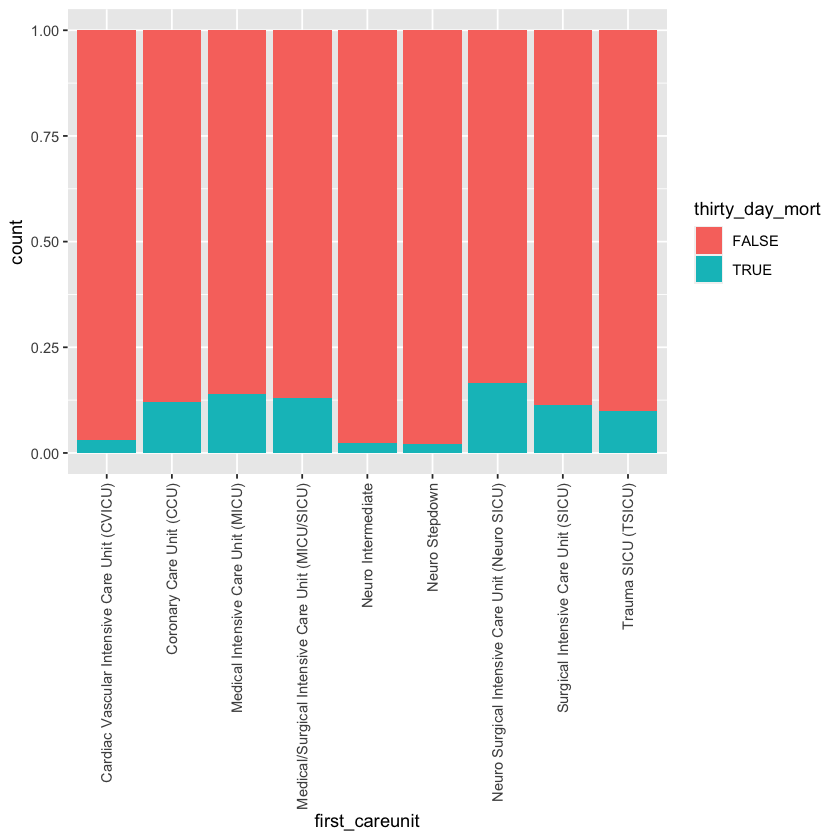 1.00
0.75
0.50
0.25
0.00
count
Cardiac Vascular Intensive Care Unit (CVICU)
Coronary Care Unit (CCU)
Medical Intensive Care Unit (MICU)
Medical/Surgical Intensive Care Unit (MICU/SICU)
Neuro Intermediate
Neuro Stepdown
Neuro Surgical Intensive Care Unit (Neuro SICU)
Surgical Intensive Care Unit (SICU)
Trauma SICU (TSICU)
first_careunit
thirty_day_mort
FALSE
TRUE